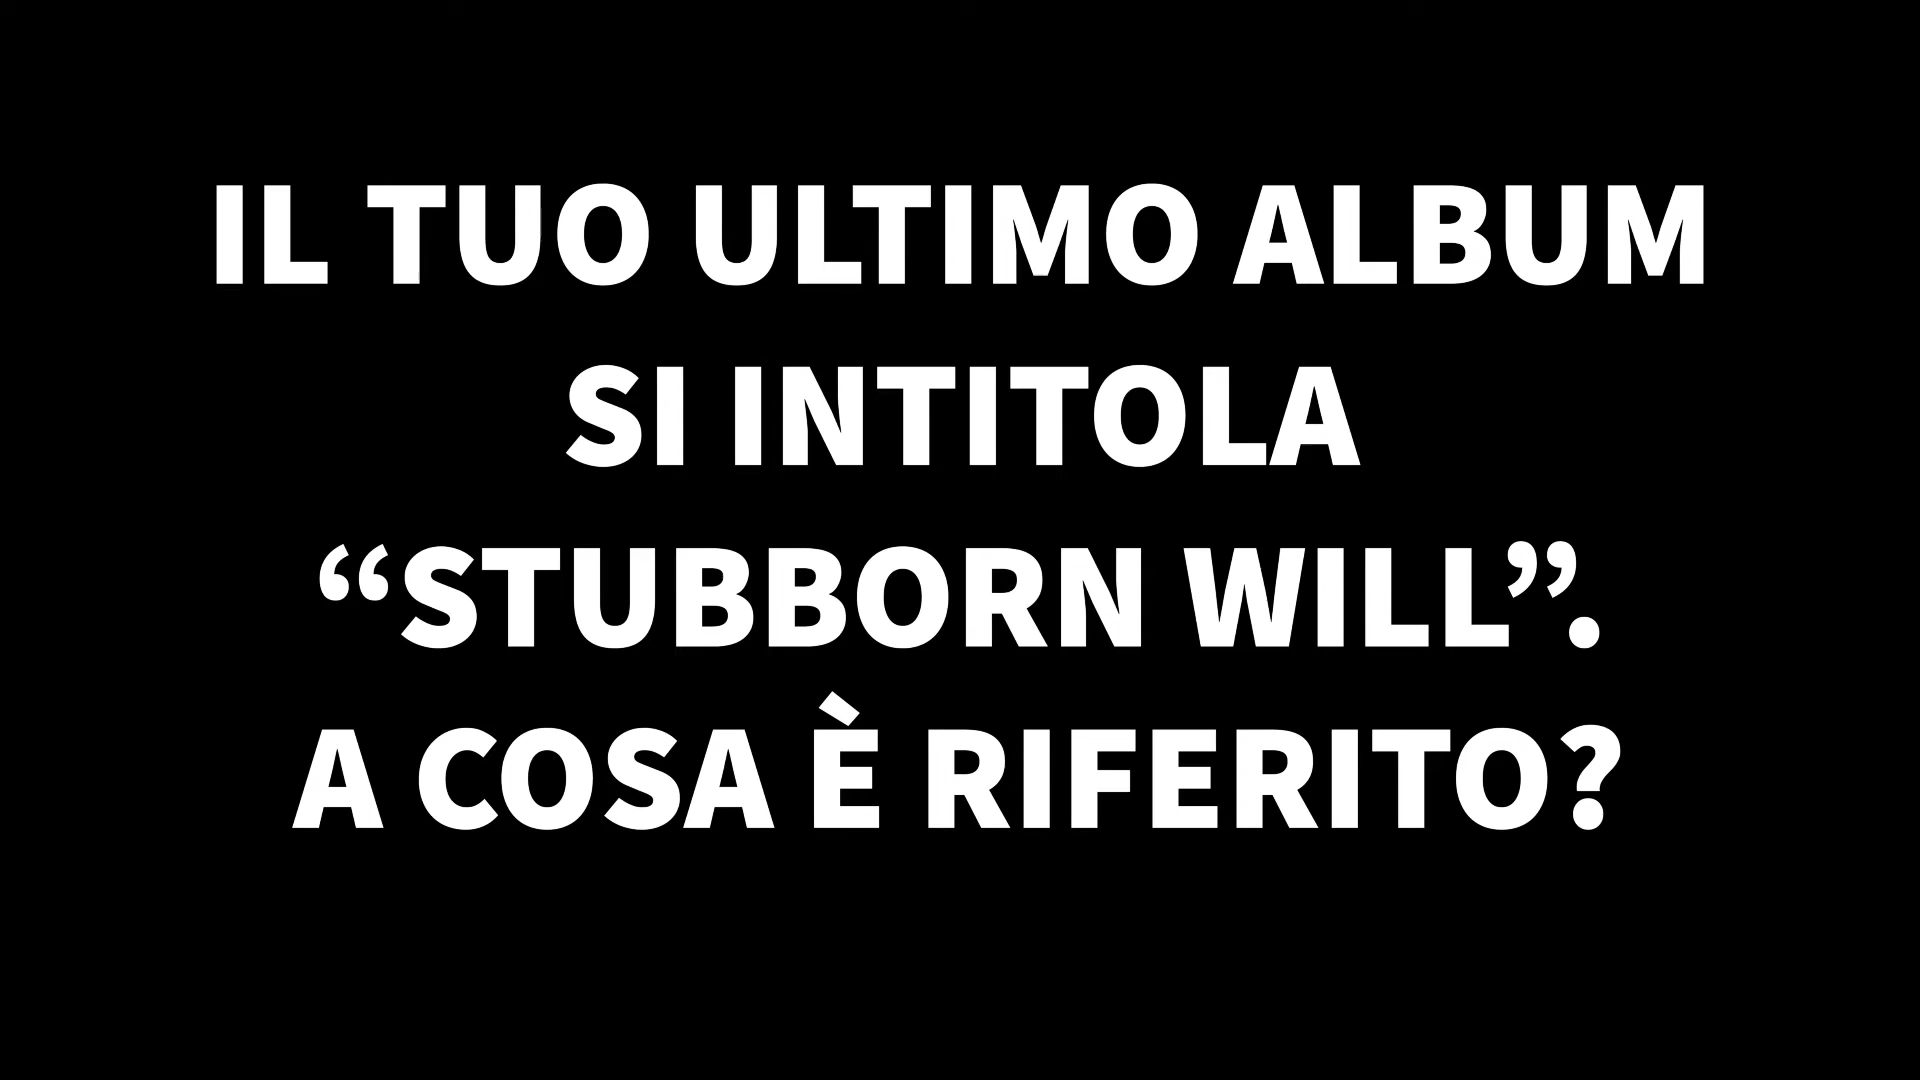 IL TUO ULTIMO ALBUM
SI INTITOLA
“STUBBORN WILL”.
A COSA È RIFERITO?